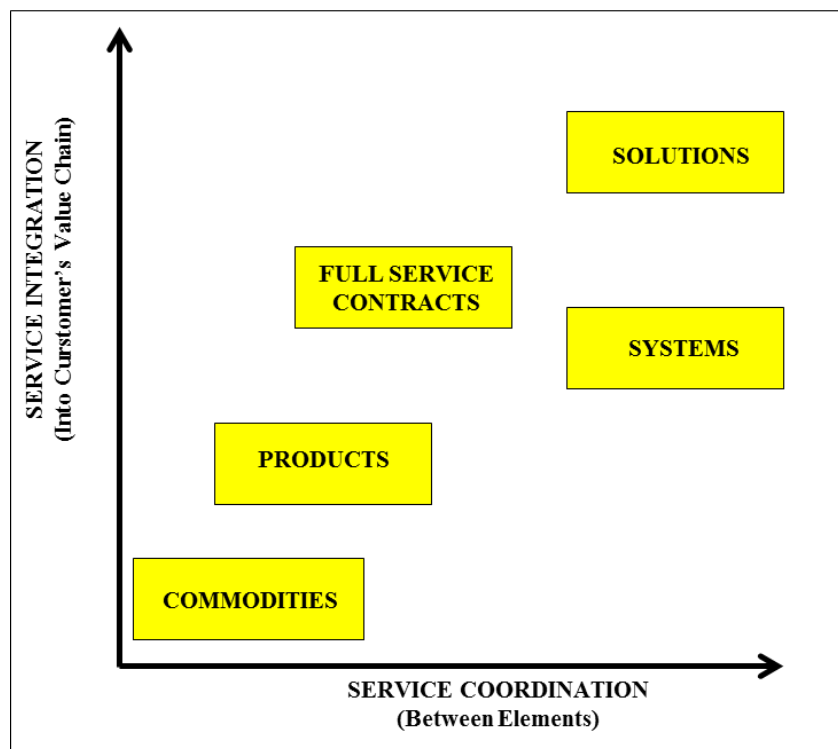 SERVICE INTEGRATION
(Into Curstomer's Value Chain)
SOLUTIONS
FULL SERVICE
CONTRACTS
SYSTEMS
PRODUCTS
COMMODITIES
SERVICE COORDINATION
(Between Elements)